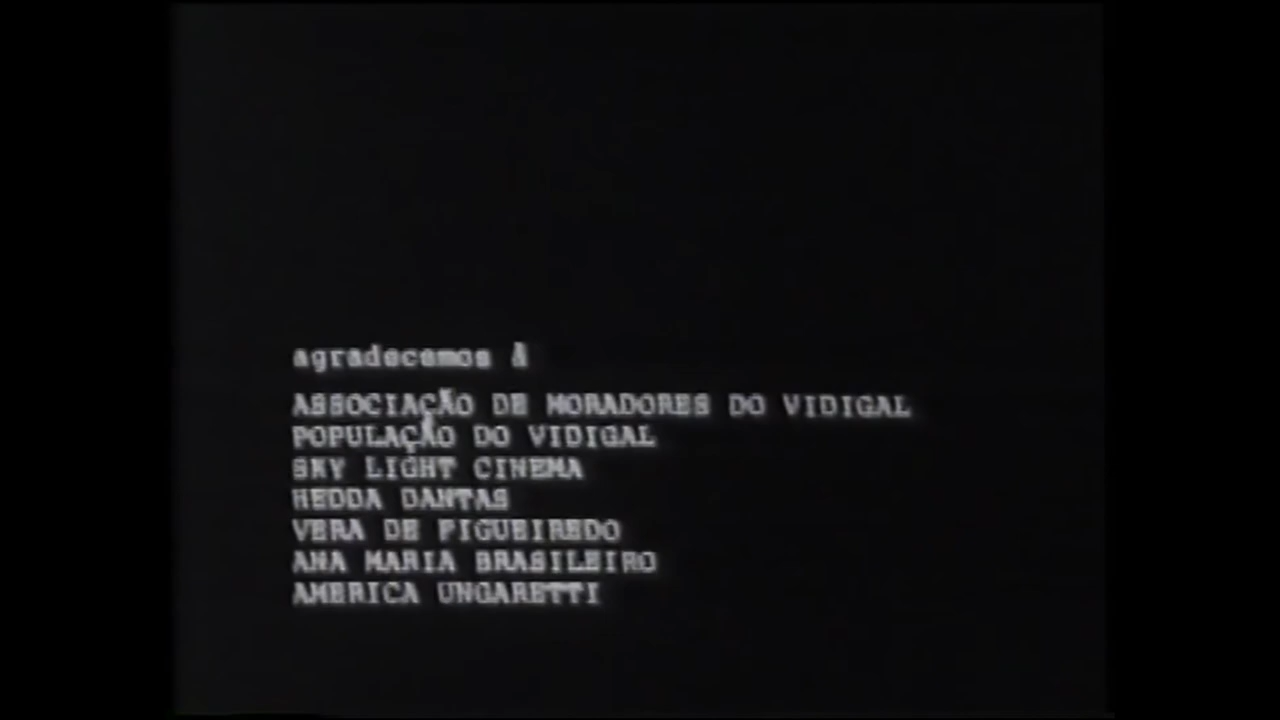 agradecemos à
ASSOCIAÇÃO DE MORADORES DO VIDIGAL
POPULAÇÃO DO VIDIGAL
SKY LIGHT CINEMA
HEDDA DANTAS
VERA DE FIGUEIREDO
ANA MARIA BRASILEIRO
AMERICA UNGARETTI